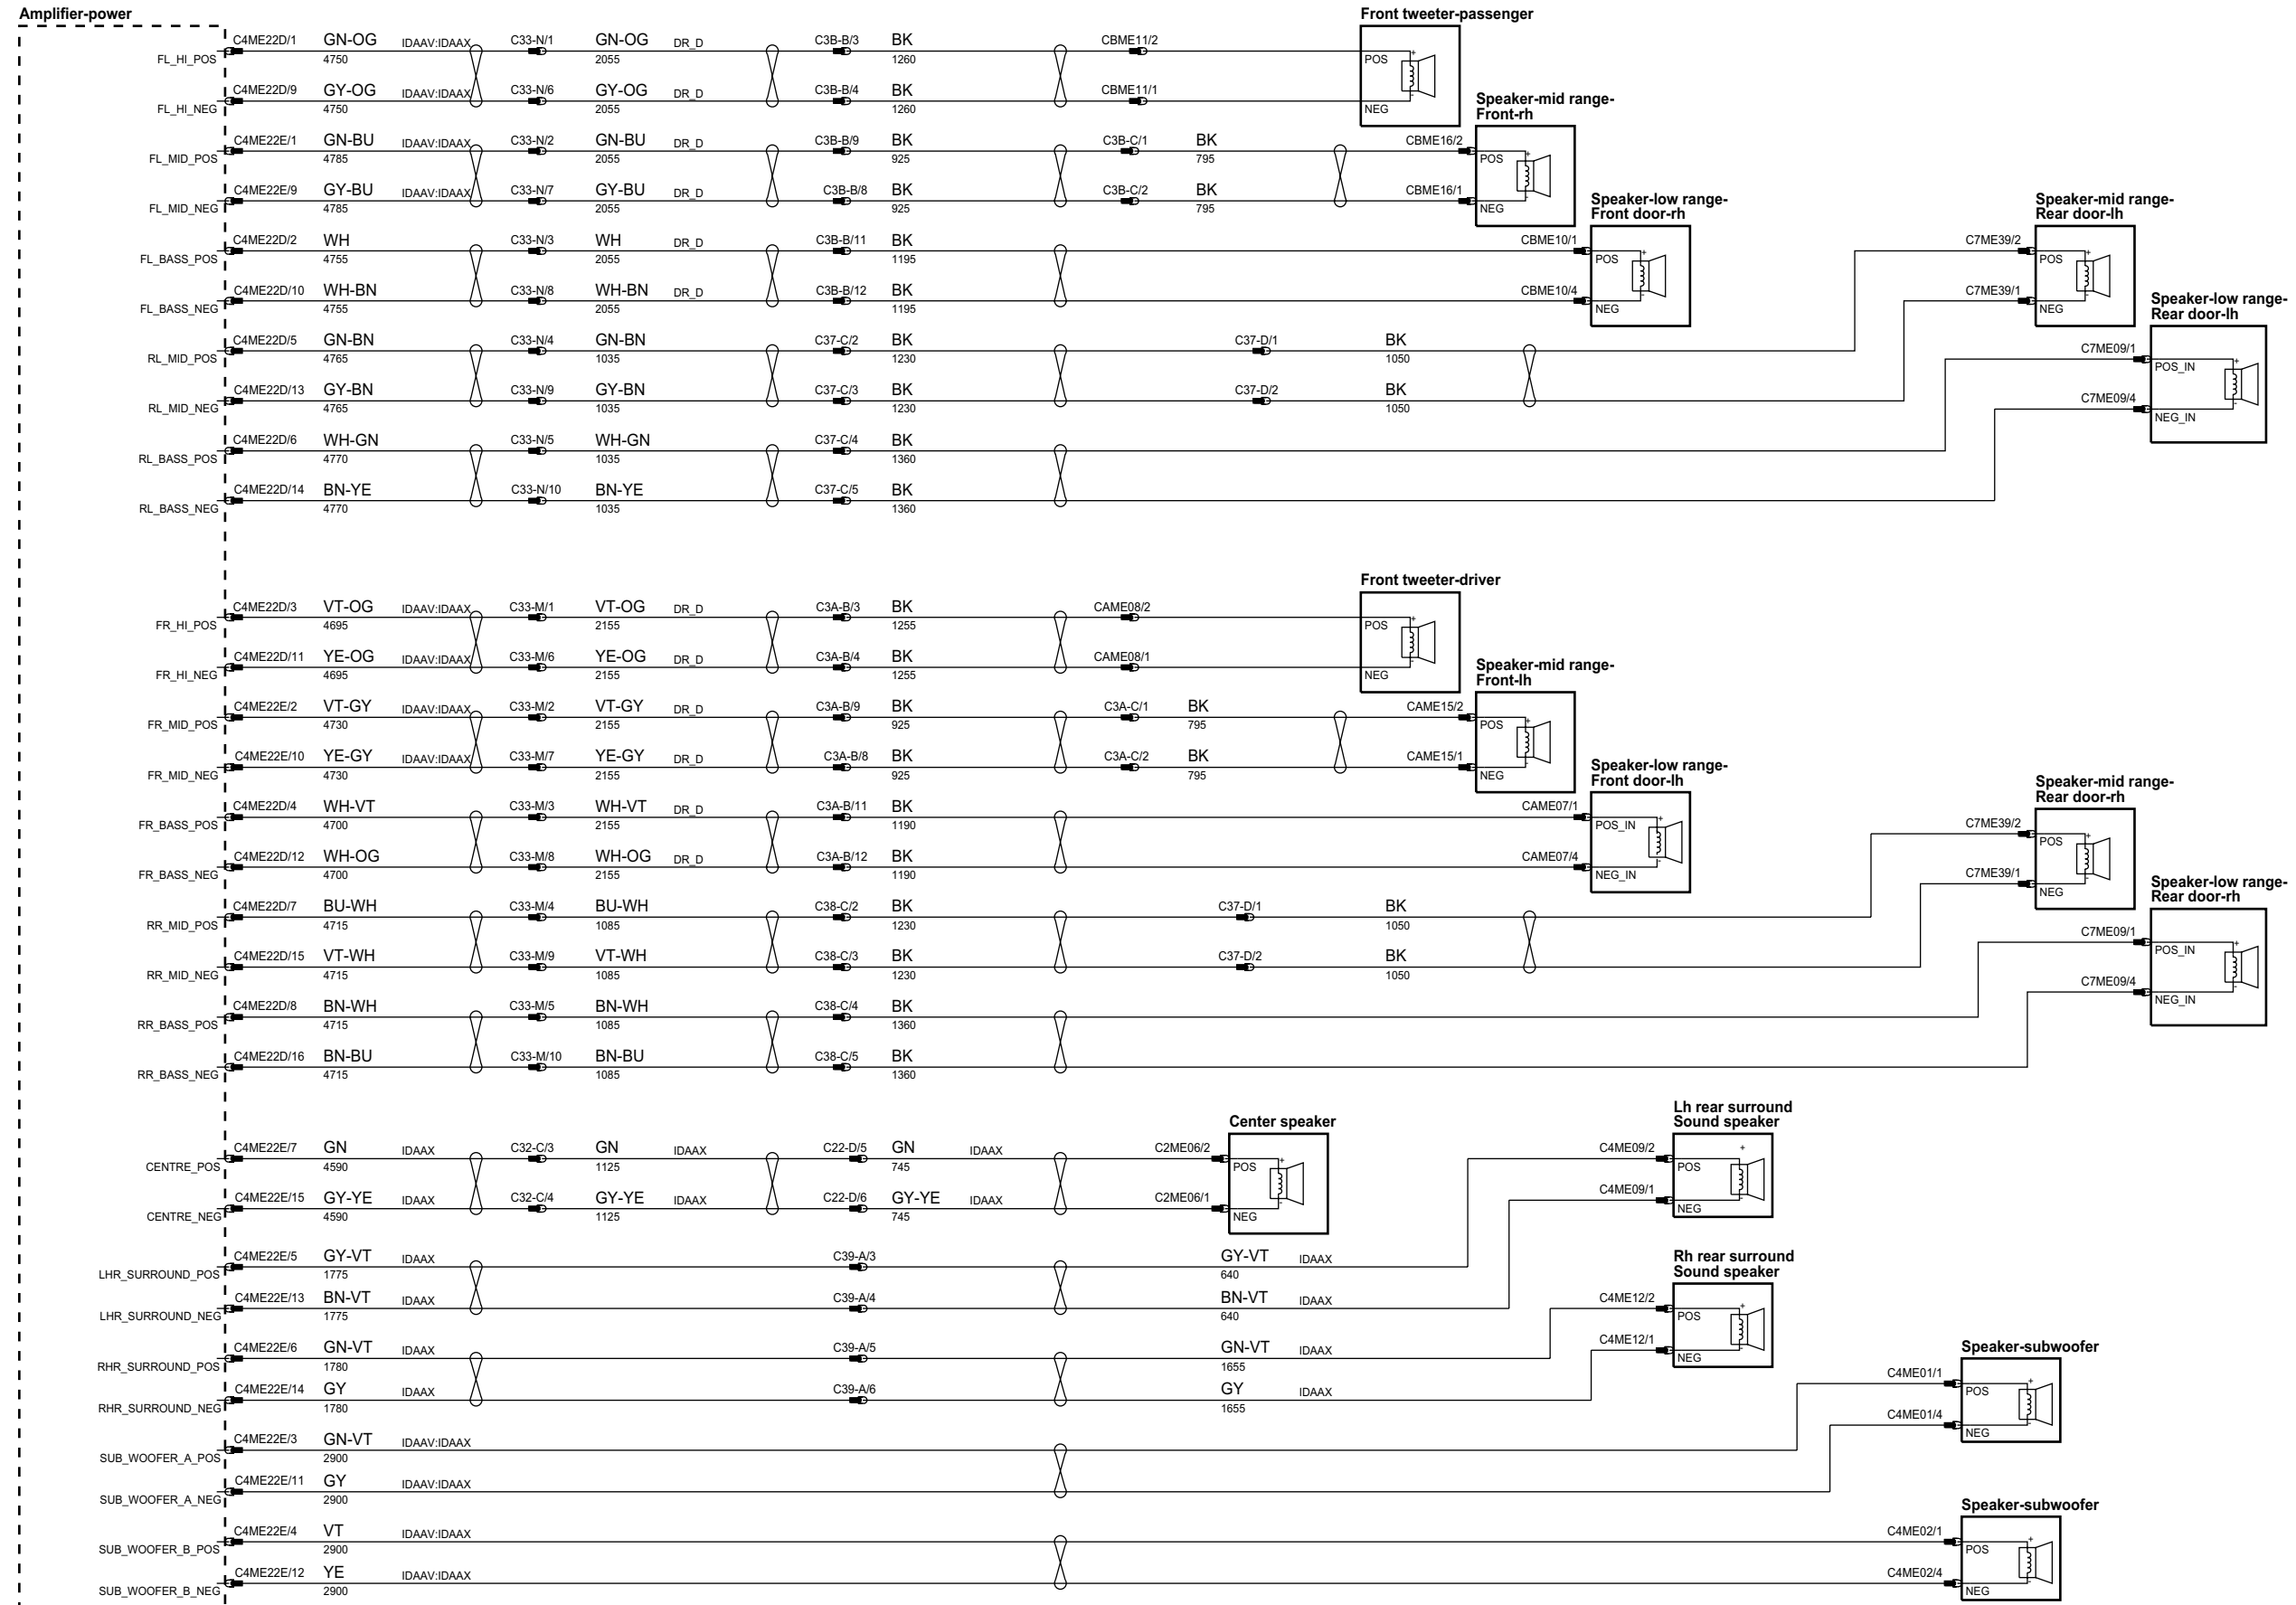 Amplifier-power
Front tweeter-passenger
C4ME22D/1 GN-OG IDAAV:IDAAX C33-N/1 GN-OG DR_D C3B-B/3 BK CBME11/2
FL_HI_POS 4750 2055 1260 POS
C4ME22D/9 GY-OG IDAAV:IDAAX C33-N/6 GY-OG DR_D C3B-B/4 BK CBME11/1
FL_HI_NEG 4750 2055 1260 NEG
Speaker-mid range-
Front-rh
C4ME22E/1 GN-BU IDAAV:IDAAX C33-N/2 GN-BU DR_D C3B-B/9 BK C3B-C/1 BK CBME16/2
FL_MID_POS 4785 2055 925 795 POS
C4ME22E/9 GY-BU IDAAV:IDAAX C33-N/7 GY-BU DR_D C3B-B/8 BK C3B-C/2 BK CBME16/1
FL_MID_NEG 4785 2055 925 795 NEG
Speaker-low range-
Front door-rh
Speaker-mid range-
Rear door-lh
C4ME22D/2 WH C33-N/3 WH DR_D C3B-B/11 BK CBME10/1 C7ME39/2
FL_BASS_POS 4755 2055 1195 POS POS
C4ME22D/10 WH-BN C33-N/8 WH-BN DR_D C3B-B/12 BK CBME10/4 C7ME39/1
FL_BASS_NEG 4755 2055 1195 NEG NEG
Speaker-low range-
Rear door-lh
C4ME22D/5 GN-BN C33-N/4 GN-BN C37-C/2 BK C37-D/1 BK C7ME09/1
RL_MID_POS 4765 1035 1230 1050 POS_IN
C4ME22D/13 GY-BN C33-N/9 GY-BN C37-C/3 BK C37-D/2 BK C7ME09/4
RL_MID_NEG 4765 1035 1230 1050 NEG_IN
C4ME22D/6 WH-GN C33-N/5 WH-GN C37-C/4 BK
RL_BASS_POS 4770 1035 1360
C4ME22D/14 BN-YE C33-N/10 BN-YE C37-C/5 BK
RL_BASS_NEG 4770 1035 1360
Front tweeter-driver
C4ME22D/3 VT-OG IDAAV:IDAAX C33-M/1 VT-OG DR_D C3A-B/3 BK CAME08/2
FR_HI_POS 4695 2155 1255 POS
C4ME22D/11 YE-OG IDAAV:IDAAX C33-M/6 YE-OG DR_D C3A-B/4 BK CAME08/1
FR_HI_NEG 4695 2155 1255 NEG
Speaker-mid range-
Front-lh
C4ME22E/2 VT-GY IDAAV:IDAAX C33-M/2 VT-GY DR_D C3A-B/9 BK C3A-C/1 BK CAME15/2
FR_MID_POS 4730 2155 925 795 POS
C4ME22E/10 YE-GY IDAAV:IDAAX C33-M/7 YE-GY DR_D C3A-B/8 BK C3A-C/2 BK CAME15/1
FR_MID_NEG 4730 2155 925 795 NEG
Speaker-low range-
Front door-lh
Speaker-mid range-
Rear door-rh
C4ME22D/4 WH-VT C33-M/3 WH-VT DR_D C3A-B/11 BK CAME07/1 C7ME39/2
FR_BASS_POS 4700 2155 1190 POS_IN POS
C4ME22D/12 WH-OG C33-M/8 WH-OG DR_D C3A-B/12 BK CAME07/4 C7ME39/1
FR_BASS_NEG 4700 2155 1190 NEG_IN NEG
Speaker-low range-
Rear door-rh
C4ME22D/7 BU-WH C33-M/4 BU-WH C38-C/2 BK C37-D/1 BK C7ME09/1
RR_MID_POS 4715 1085 1230 1050 POS_IN
C4ME22D/15 VT-WH C33-M/9 VT-WH C38-C/3 BK C37-D/2 BK C7ME09/4
RR_MID_NEG 4715 1085 1230 1050 NEG_IN
C4ME22D/8 BN-WH C33-M/5 BN-WH C38-C/4 BK
RR_BASS_POS 4715 1085 1360
C4ME22D/16 BN-BU C33-M/10 BN-BU C38-C/5 BK
RR_BASS_NEG 4715 1085 1360
Center speaker
Lh rear surround
Sound speaker
C4ME22E/7 GN IDAAX C32-C/3 GN IDAAX C22-D/5 GN IDAAX C2ME06/2 C4ME09/2
CENTRE_POS 4590 1125 745 POS POS
C4ME22E/15 GY-YE IDAAX C32-C/4 GY-YE IDAAX C22-D/6 GY-YE IDAAX C2ME06/1 C4ME09/1
CENTRE_NEG 4590 1125 745 NEG NEG
Rh rear surround
Sound speaker
C4ME22E/5 GY-VT IDAAX C39-A/3 GY-VT IDAAX
LHR_SURROUND_POS 1775 640
C4ME22E/13 BN-VT IDAAX C39-A/4 BN-VT IDAAX C4ME12/2
LHR_SURROUND_NEG 1775 640 POS
C4ME22E/6 GN-VT IDAAX C39-A/5 GN-VT IDAAX C4ME12/1
RHR_SURROUND_POS 1780 1655 NEG
Speaker-subwoofer
C4ME22E/14 GY IDAAX C39-A/6 GY IDAAX C4ME01/1
RHR_SURROUND_NEG 1780 1655 POS
C4ME22E/3 GN-VT IDAAV:IDAAX C4ME01/4
SUB_WOOFER_A_POS 2900 NEG
C4ME22E/11 GY IDAAV:IDAAX
SUB_WOOFER_A_NEG 2900
Speaker-subwoofer
C4ME22E/4 VT IDAAV:IDAAX C4ME02/1
SUB_WOOFER_B_POS 2900 POS
C4ME22E/12 YE IDAAV:IDAAX C4ME02/4
SUB_WOOFER_B_NEG 2900 NEG